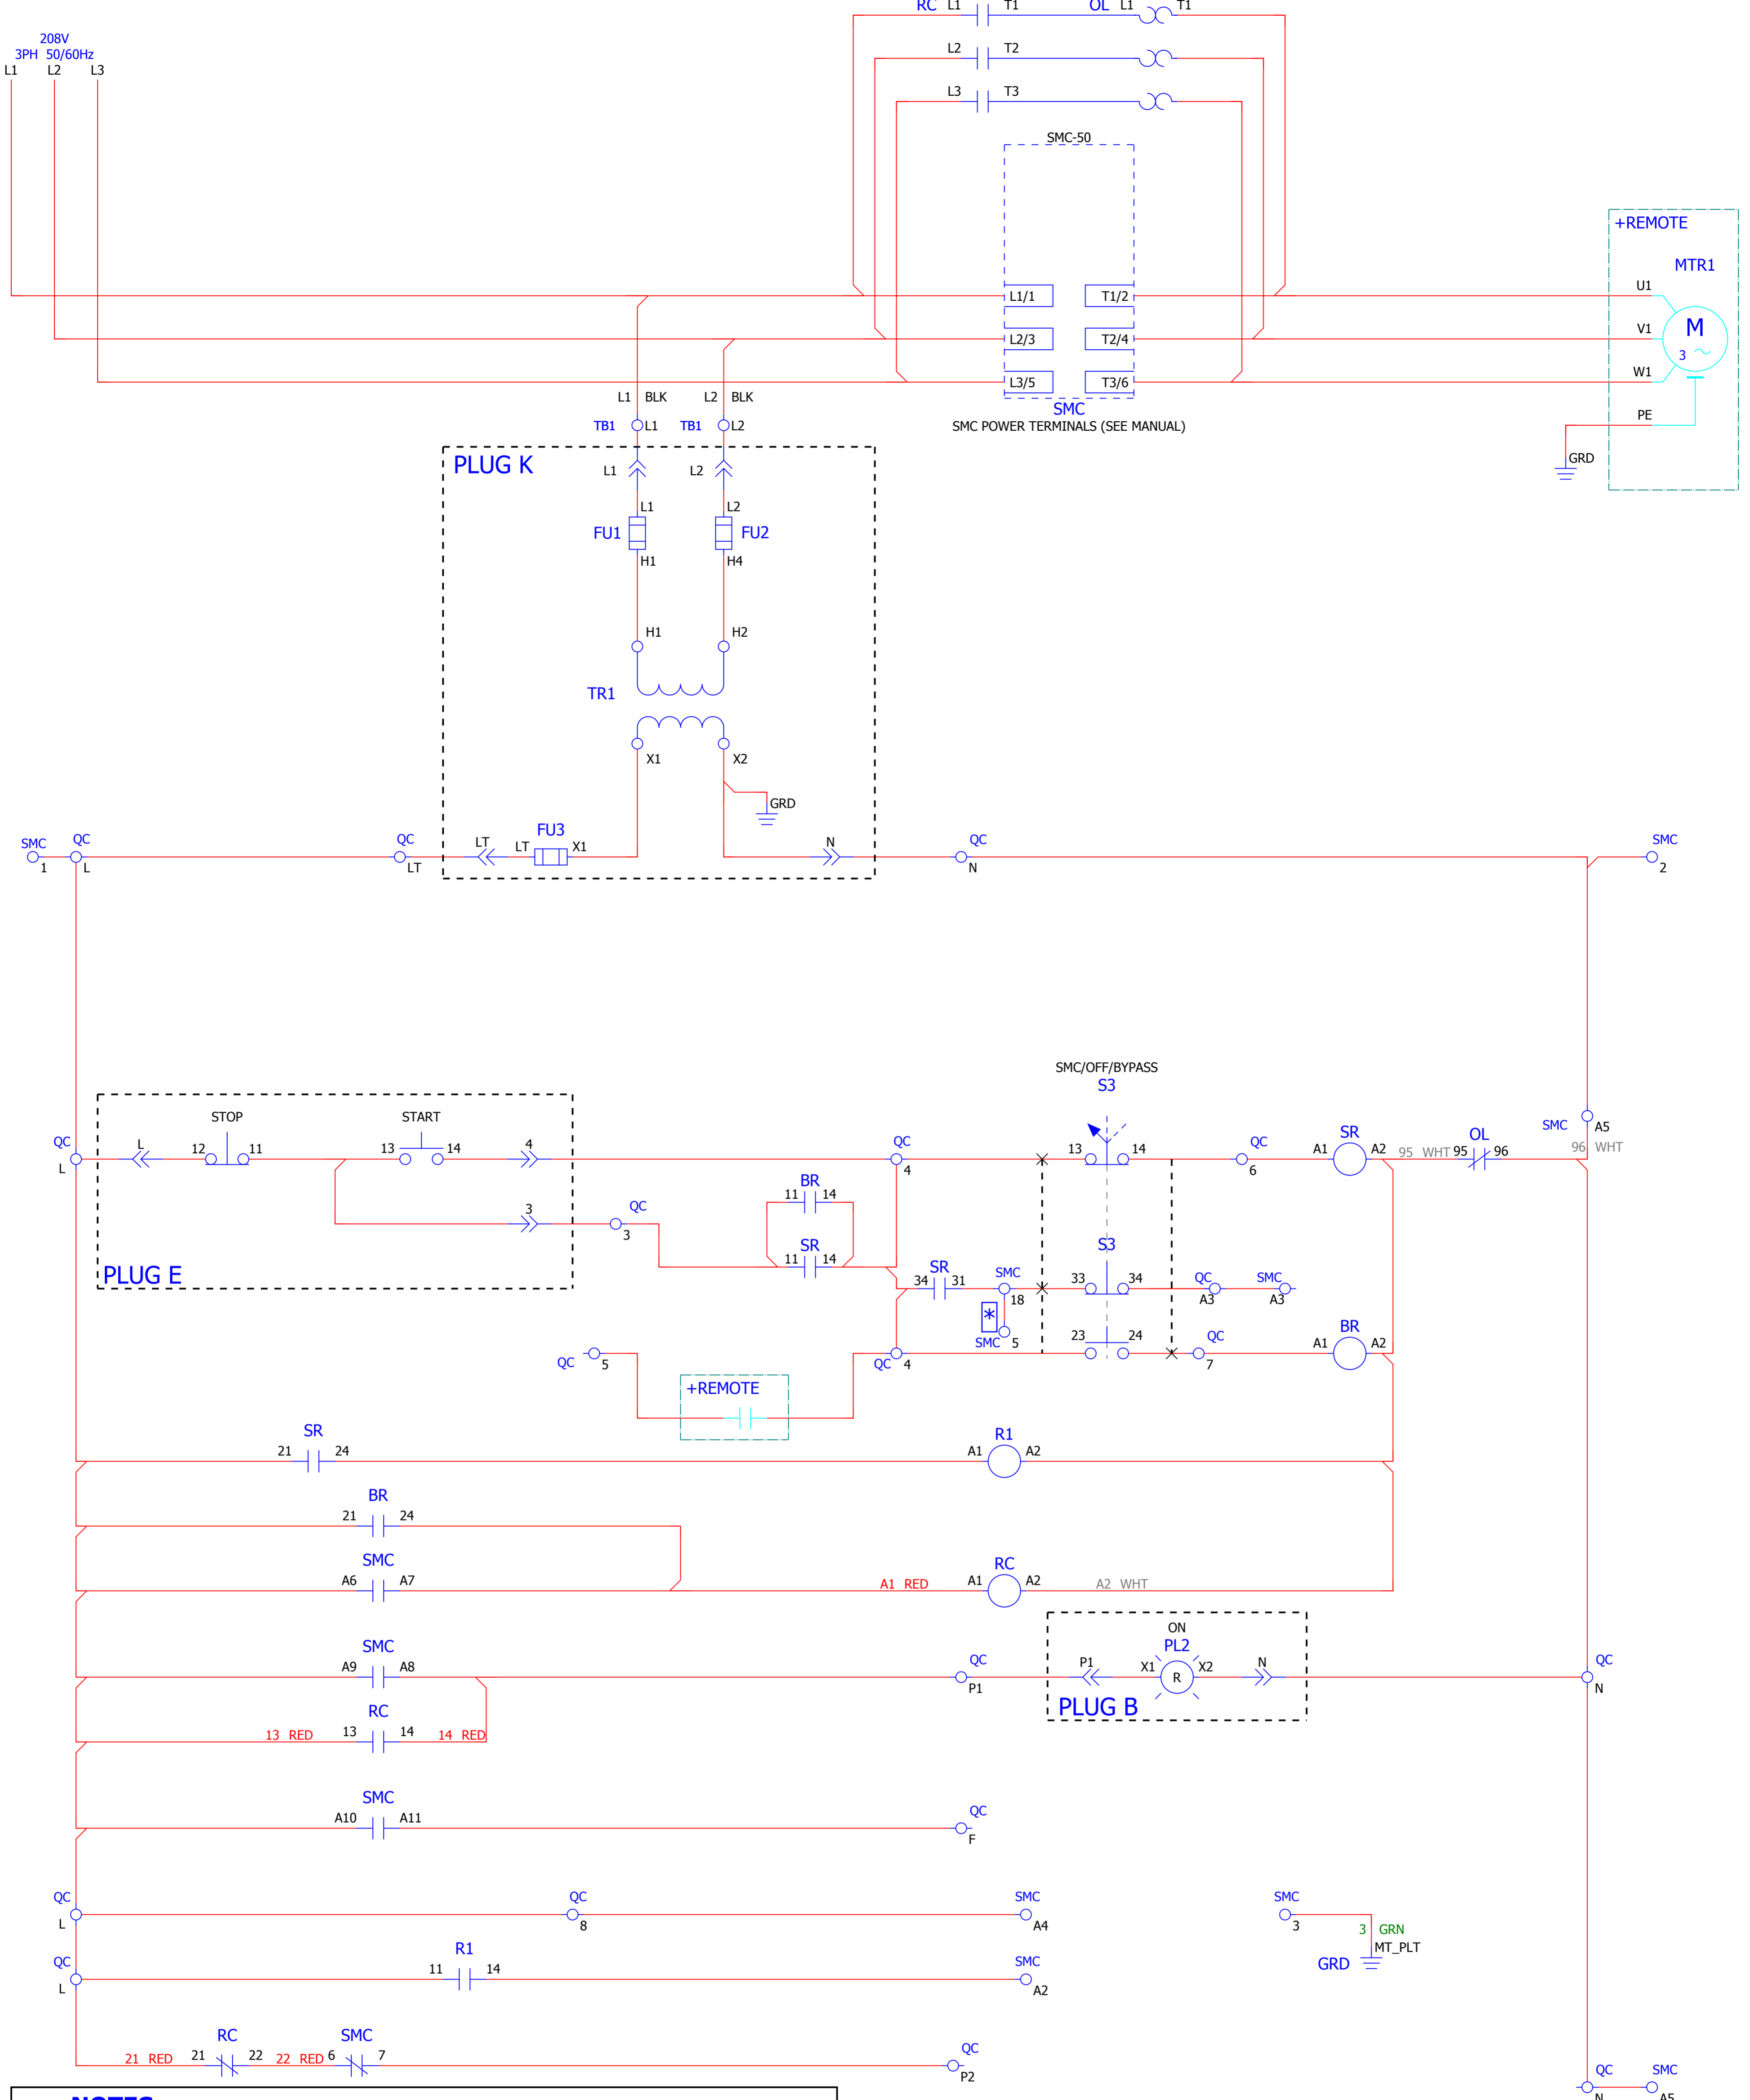 RC L1 T1 OL L1 T1
208V
3PH 50/60Hz
L1 L2 L3
L2 T2
L3 T3
SMC-50
+REMOTE
MTR1
L1/1 T1/2 U1
L2/3 T2/4 V1 M
3
L3/5 T3/6 W1
L1 BLK L2 BLK
SMC
SMC POWER TERMINALS (SEE MANUAL)
PE
TB1 L1 TB1 L2
GRD
PLUG K
L1 L2
L1 L2
FU1 FU2
H1 H4
H1 H2
TR1
X1 X2
GRD
SMC QC QC LT LT FU3 X1 N QC SMC
1 L LT N 2
SMC/OFF/BYPASS
S3
STOP START
SMC A5
QC L 12 11 13 14 4 QC 13 14 QC SR OL 96 WHT
L 4 6 A1 A2 95 WHT 95 96
BR
11 14
3 QC
3
SR
11 14
S3
PLUG E
SR
34 31 SMC 33 34 QC SMC
18 A3 A3
*
SMC 5 23 24 QC BR
QC 5 QC 4 7 A1 A2
+REMOTE
SR R1
21 24 A1 A2
BR
21 24
SMC RC
A6 A7 A1 RED A1 A2 A2 WHT
ON
SMC QC PL2 QC
A9 A8 P1 P1 X1 R X2 N N
PLUG B
RC
13 RED 13 14 14 RED
SMC
A10 A11 QC
F
QC QC SMC SMC
L 8 A4 3
3 GRN
MT_PLT
GRD
QC R1 SMC
L 11 14 A2
RC SMC QC
21 RED 21 22 22 RED 6 7 P2
QC SMC
N A5
NOTES